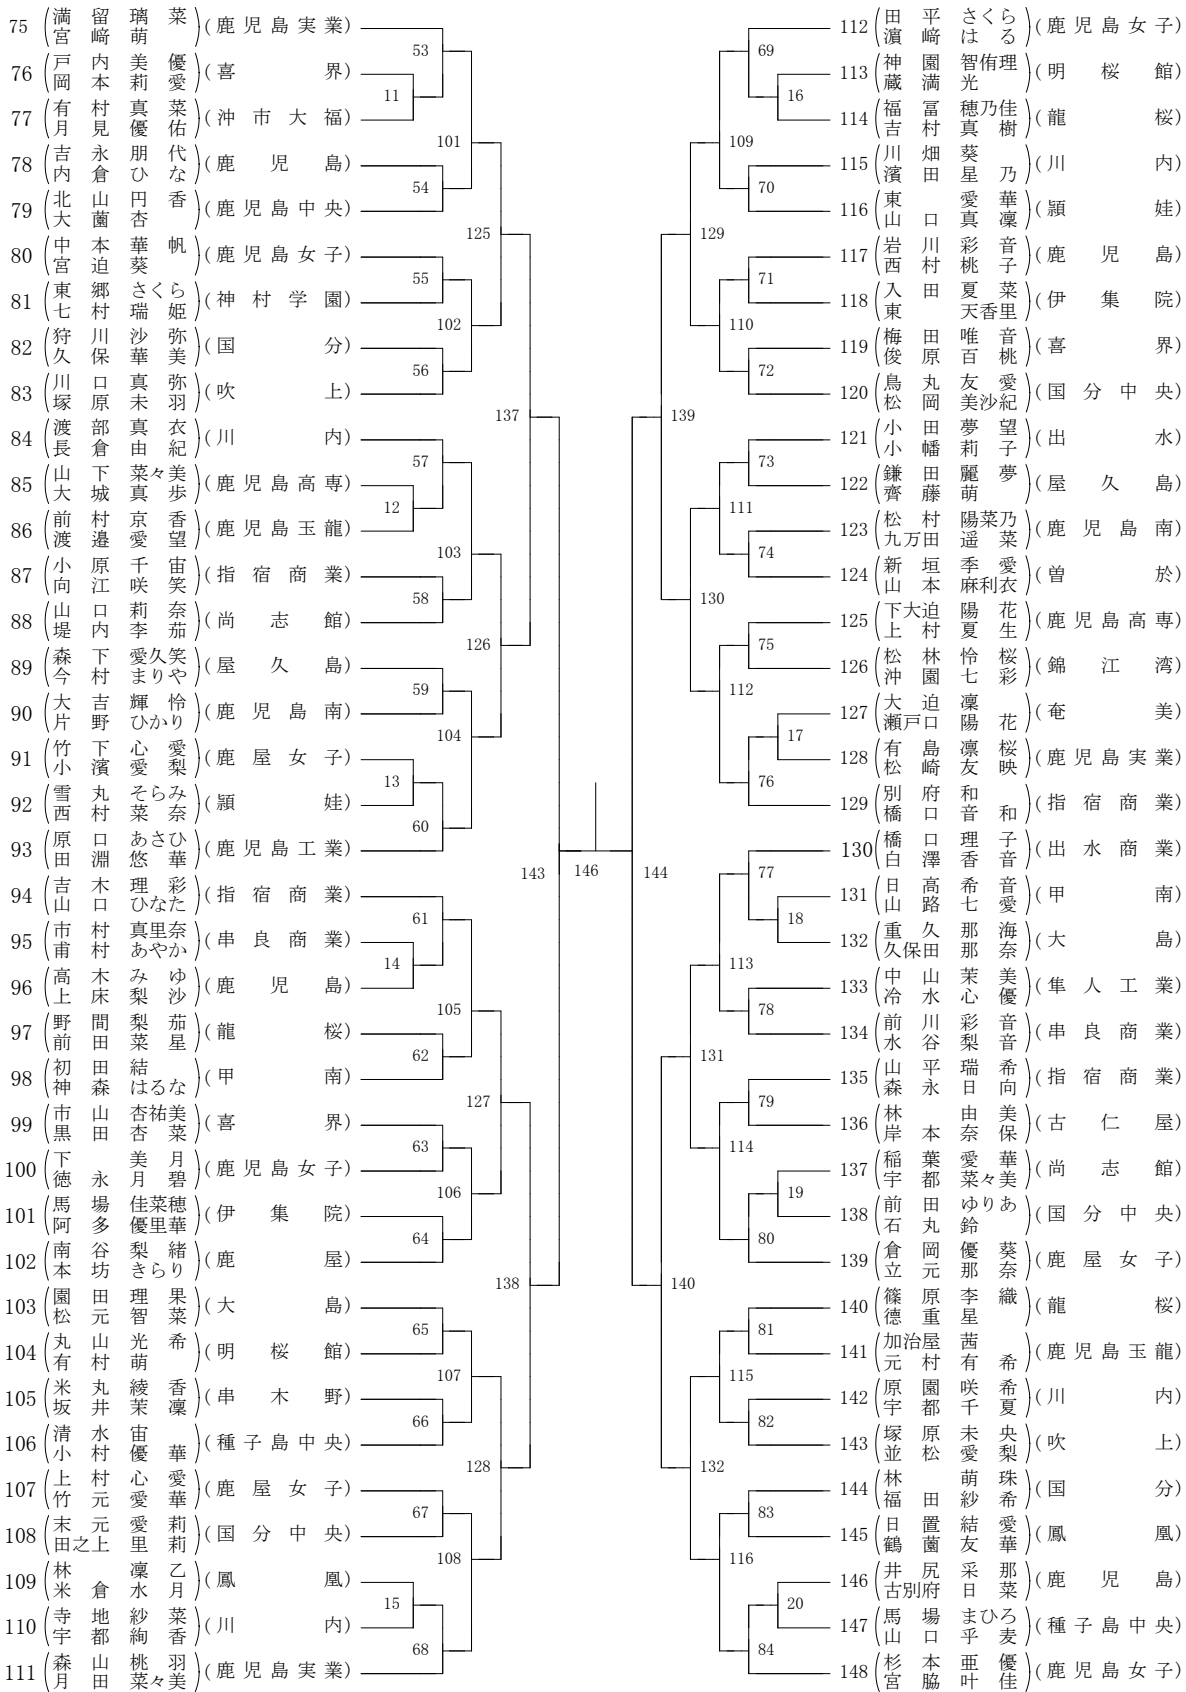 75 満留璃菜 宮﨑萌 (鹿児島実業)
76 戸内美優 岡本莉愛 (喜界)
77 有村真菜 月見優佑 (沖市大福)
78 吉永朋代 内倉ひな (鹿児島)
79 北山円香 大薗杏 (鹿児島中央)
80 中本華帆 宮迫葵 (鹿児島女子)
81 東郷さくら 七村瑞姫 (神村学園)
82 狩川沙弥 久保華美 (国分)
83 川口真弥 塚原未羽 (吹上)
84 渡部真衣 長倉由紀 (川内)
85 山下菜々美 大城真歩 (鹿児島高専)
86 前村京香 渡邉愛望 (鹿児島玉龍)
87 小原千宙 向江咲笑 (指宿商業)
88 山口莉奈 堤内李茄 (尚志館)
89 森下愛久笑 今村まりや (屋久島)
90 大吉輝怜 片野ひかり (鹿児島南)
91 竹下心愛 小濱愛梨 (鹿屋女子)
92 雪丸そらみ 西村菜奈 (頴娃)
93 原口あさひ 田淵悠華 (鹿児島工業)
94 吉木理彩 山口ひなた (指宿商業)
95 市村真里奈 甫村あやか (串良商業)
96 高木みゆ 上床梨沙 (鹿児島)
97 野間梨茄 前田菜星 (龍桜)
98 初田結 神森はるな (甲南)
99 市山杏祐美 黒田杏菜 (喜界)
100 下美月 徳永月碧 (鹿児島女子)
101 馬場佳菜穂 阿多優里華 (伊集院)
102 南谷梨緒 本坊きらり (鹿屋)
103 園田理果 松元智菜 (大島)
104 丸山光希 有村萌 (明桜館)
105 米丸綾香 坂井茉凜 (串木野)
106 清水宙 小村優華 (種子島中央)
107 上村心愛 竹元愛華 (鹿屋女子)
108 末元愛莉 田之上里莉 (国分中央)
109 林凜乙 米倉水月 (鳳凰)
110 寺地紗菜 宇都絢香 (川内)
111 森山桃羽 月田菜々美 (鹿児島実業)
53
11
101
54
125
55
102
56
137
57
12
103
58
126
59
104
13
60
143
61
14
105
62
127
63
106
64
138
65
107
66
128
67
108
15
68
146
144
69
16
109
70
129
71
110
72
139
73
111
74
130
75
112
17
76
77
18
113
78
131
79
114
19
80
140
81
115
82
132
83
116
20
84
112 田平さくら 濵﨑はる (鹿児島女子)
113 神園智侑理 蔵満光 (明桜館)
114 福冨穂乃佳 吉村真樹 (龍桜)
115 川畑葵 濱田星乃 (川内)
116 東愛華 山口真凜 (頴娃)
117 岩川彩音 西村桃子 (鹿児島)
118 入田夏菜 東天香里 (伊集院)
119 梅田唯音 俊原百桃 (喜界)
120 鳥丸友愛 松岡美沙紀 (国分中央)
121 小田夢望 小幡莉子 (出水)
122 鎌田麗夢 齊藤萌 (屋久島)
123 松村陽菜乃 九万田遥菜 (鹿児島南)
124 新垣季愛 山本麻利衣 (曽於)
125 下大迫陽花 上村夏生 (鹿児島高専)
126 松林怜桜 沖園七彩 (錦江湾)
127 大迫凜 瀬戸口陽花 (奄美)
128 有島凛桜 松崎友映 (鹿児島実業)
129 別府和 橋口音和 (指宿商業)
130 橋口理子 白澤香音 (出水商業)
131 日高希音 山路七愛 (甲南)
132 重久那海 久保田那奈 (大島)
133 中山茉美 冷水心優 (隼人工業)
134 前川彩音 水谷梨音 (串良商業)
135 山平瑞希 森永日向 (指宿商業)
136 林由美 岸本奈保 (古仁屋)
137 稲葉愛華 宇都菜々美 (尚志館)
138 前田ゆりあ 石丸鈴 (国分中央)
139 倉岡優葵 立元那奈 (鹿屋女子)
140 篠原李織 德重星 (龍桜)
141 加治屋茜 元村有希 (鹿児島玉龍)
142 原園咲希 宇都千夏 (川内)
143 塚原未央 並松愛梨 (吹上)
144 林萌珠 福田紗希 (国分)
145 日置結愛 鶴薗友華 (鳳凰)
146 井尻采那 古別府日菜 (鹿児島)
147 馬場まひろ 山口乎麦 (種子島中央)
148 杉本亜優 宮脇叶佳 (鹿児島女子)